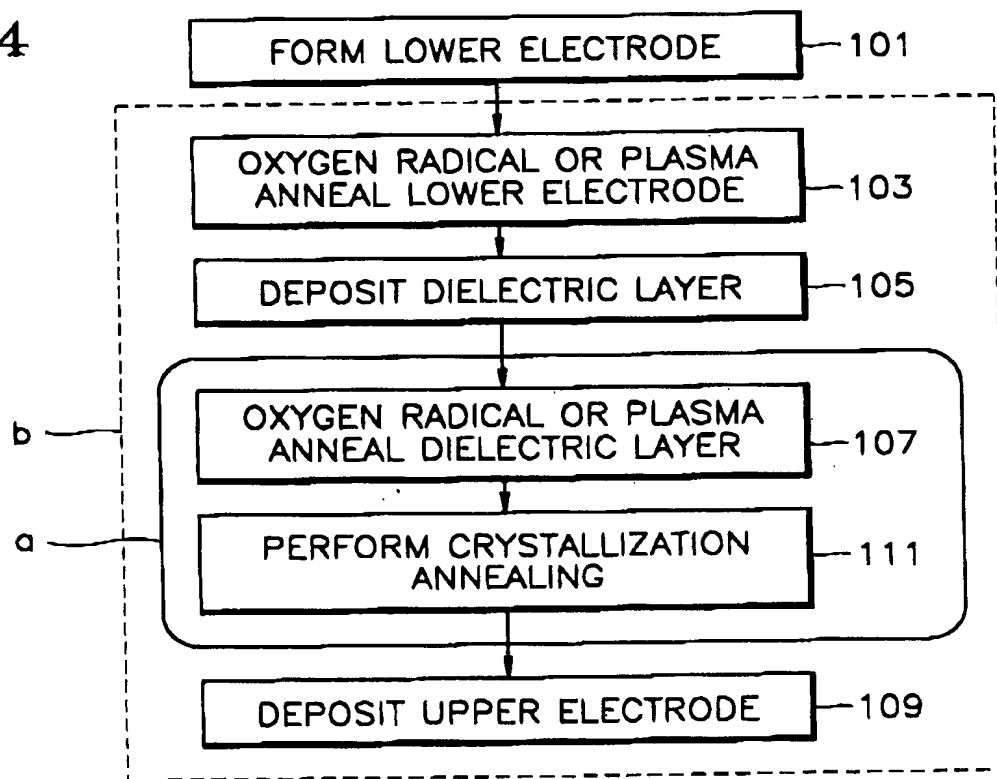 4
FORM LOWER ELECTRODE
101
OXYGEN RADICAL OR PLASMA
ANNEAL LOWER ELECTRODE
103
DEPOSIT DIELECTRIC LAYER
105
OXYGEN RADICAL OR PLASMA
ANNEAL DIELECTRIC LAYER
107
b
a
PERFORM CRYSTALLIZATION
ANNEALING
111
DEPOSIT UPPER ELECTRODE
109